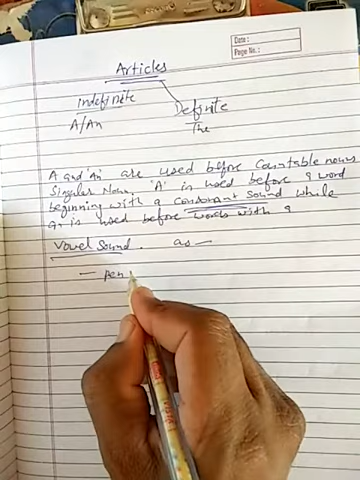 Date:
Page No.:
Articles
Indefinite Definite
A/An The
A and 'An' are used before Countable nouns
Singular Noun, 'A' is used before a word
beginning with a consonant sound while
an is used before words with a
Vowel Sound. as —
— pen